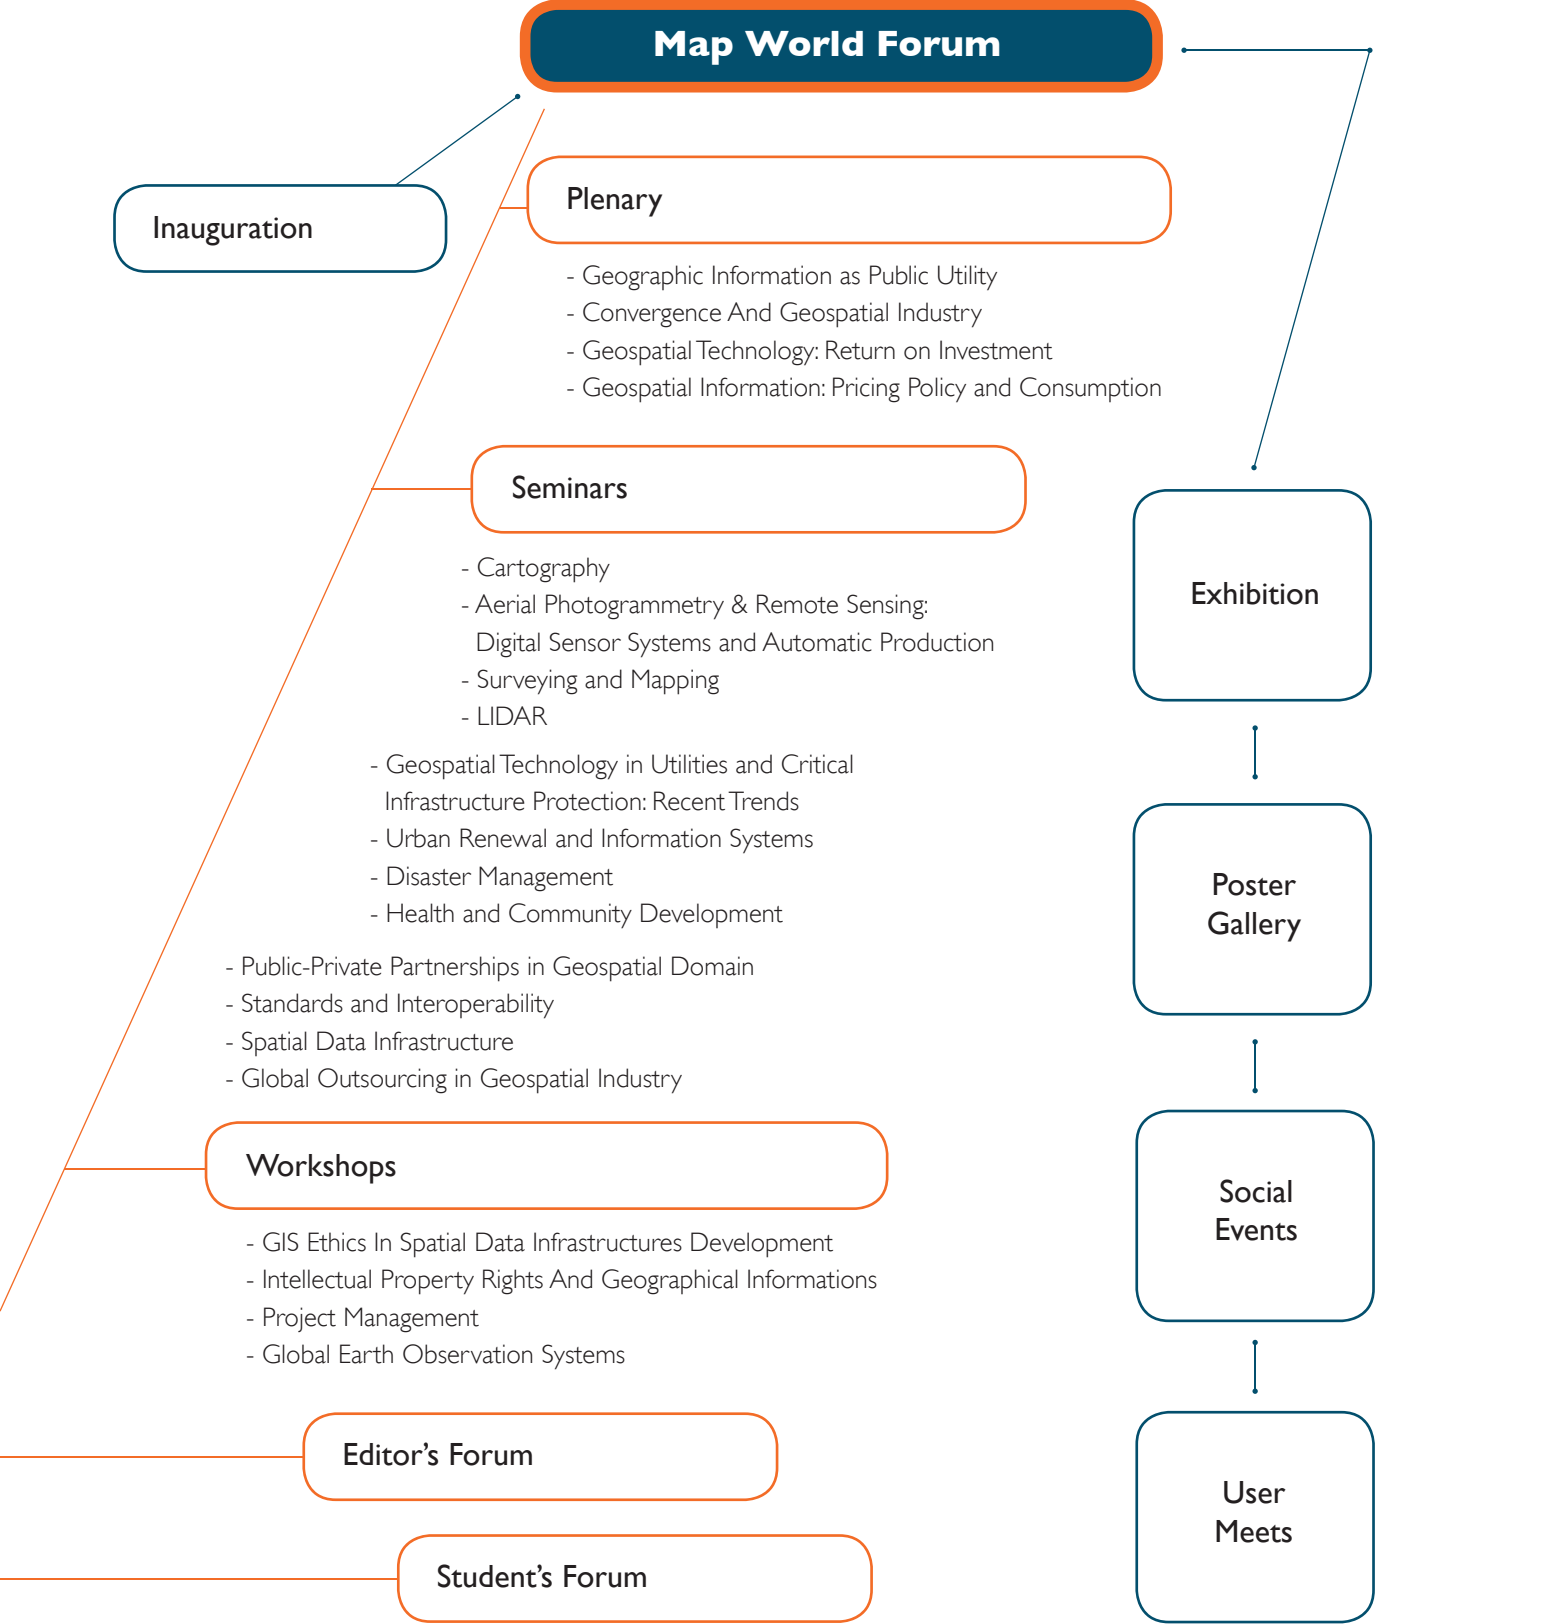 Map World Forum
Inauguration
Plenary
- Geographic Information as Public Utility
- Convergence And Geospatial Industry
- Geospatial Technology: Return on Investment
- Geospatial Information: Pricing Policy and Consumption
Seminars
- Cartography
- Aerial Photogrammetry & Remote Sensing:
Digital Sensor Systems and Automatic Production
- Surveying and Mapping
- LIDAR
- Geospatial Technology in Utilities and Critical
Infrastructure Protection: Recent Trends
- Urban Renewal and Information Systems
- Disaster Management
- Health and Community Development
- Public-Private Partnerships in Geospatial Domain
- Standards and Interoperability
- Spatial Data Infrastructure
- Global Outsourcing in Geospatial Industry
Workshops
- GIS Ethics In Spatial Data Infrastructures Development
- Intellectual Property Rights And Geographical Informations
- Project Management
- Global Earth Observation Systems
Editor’s Forum
Student’s Forum
Exhibition
Poster
Gallery
Social
Events
User
Meets